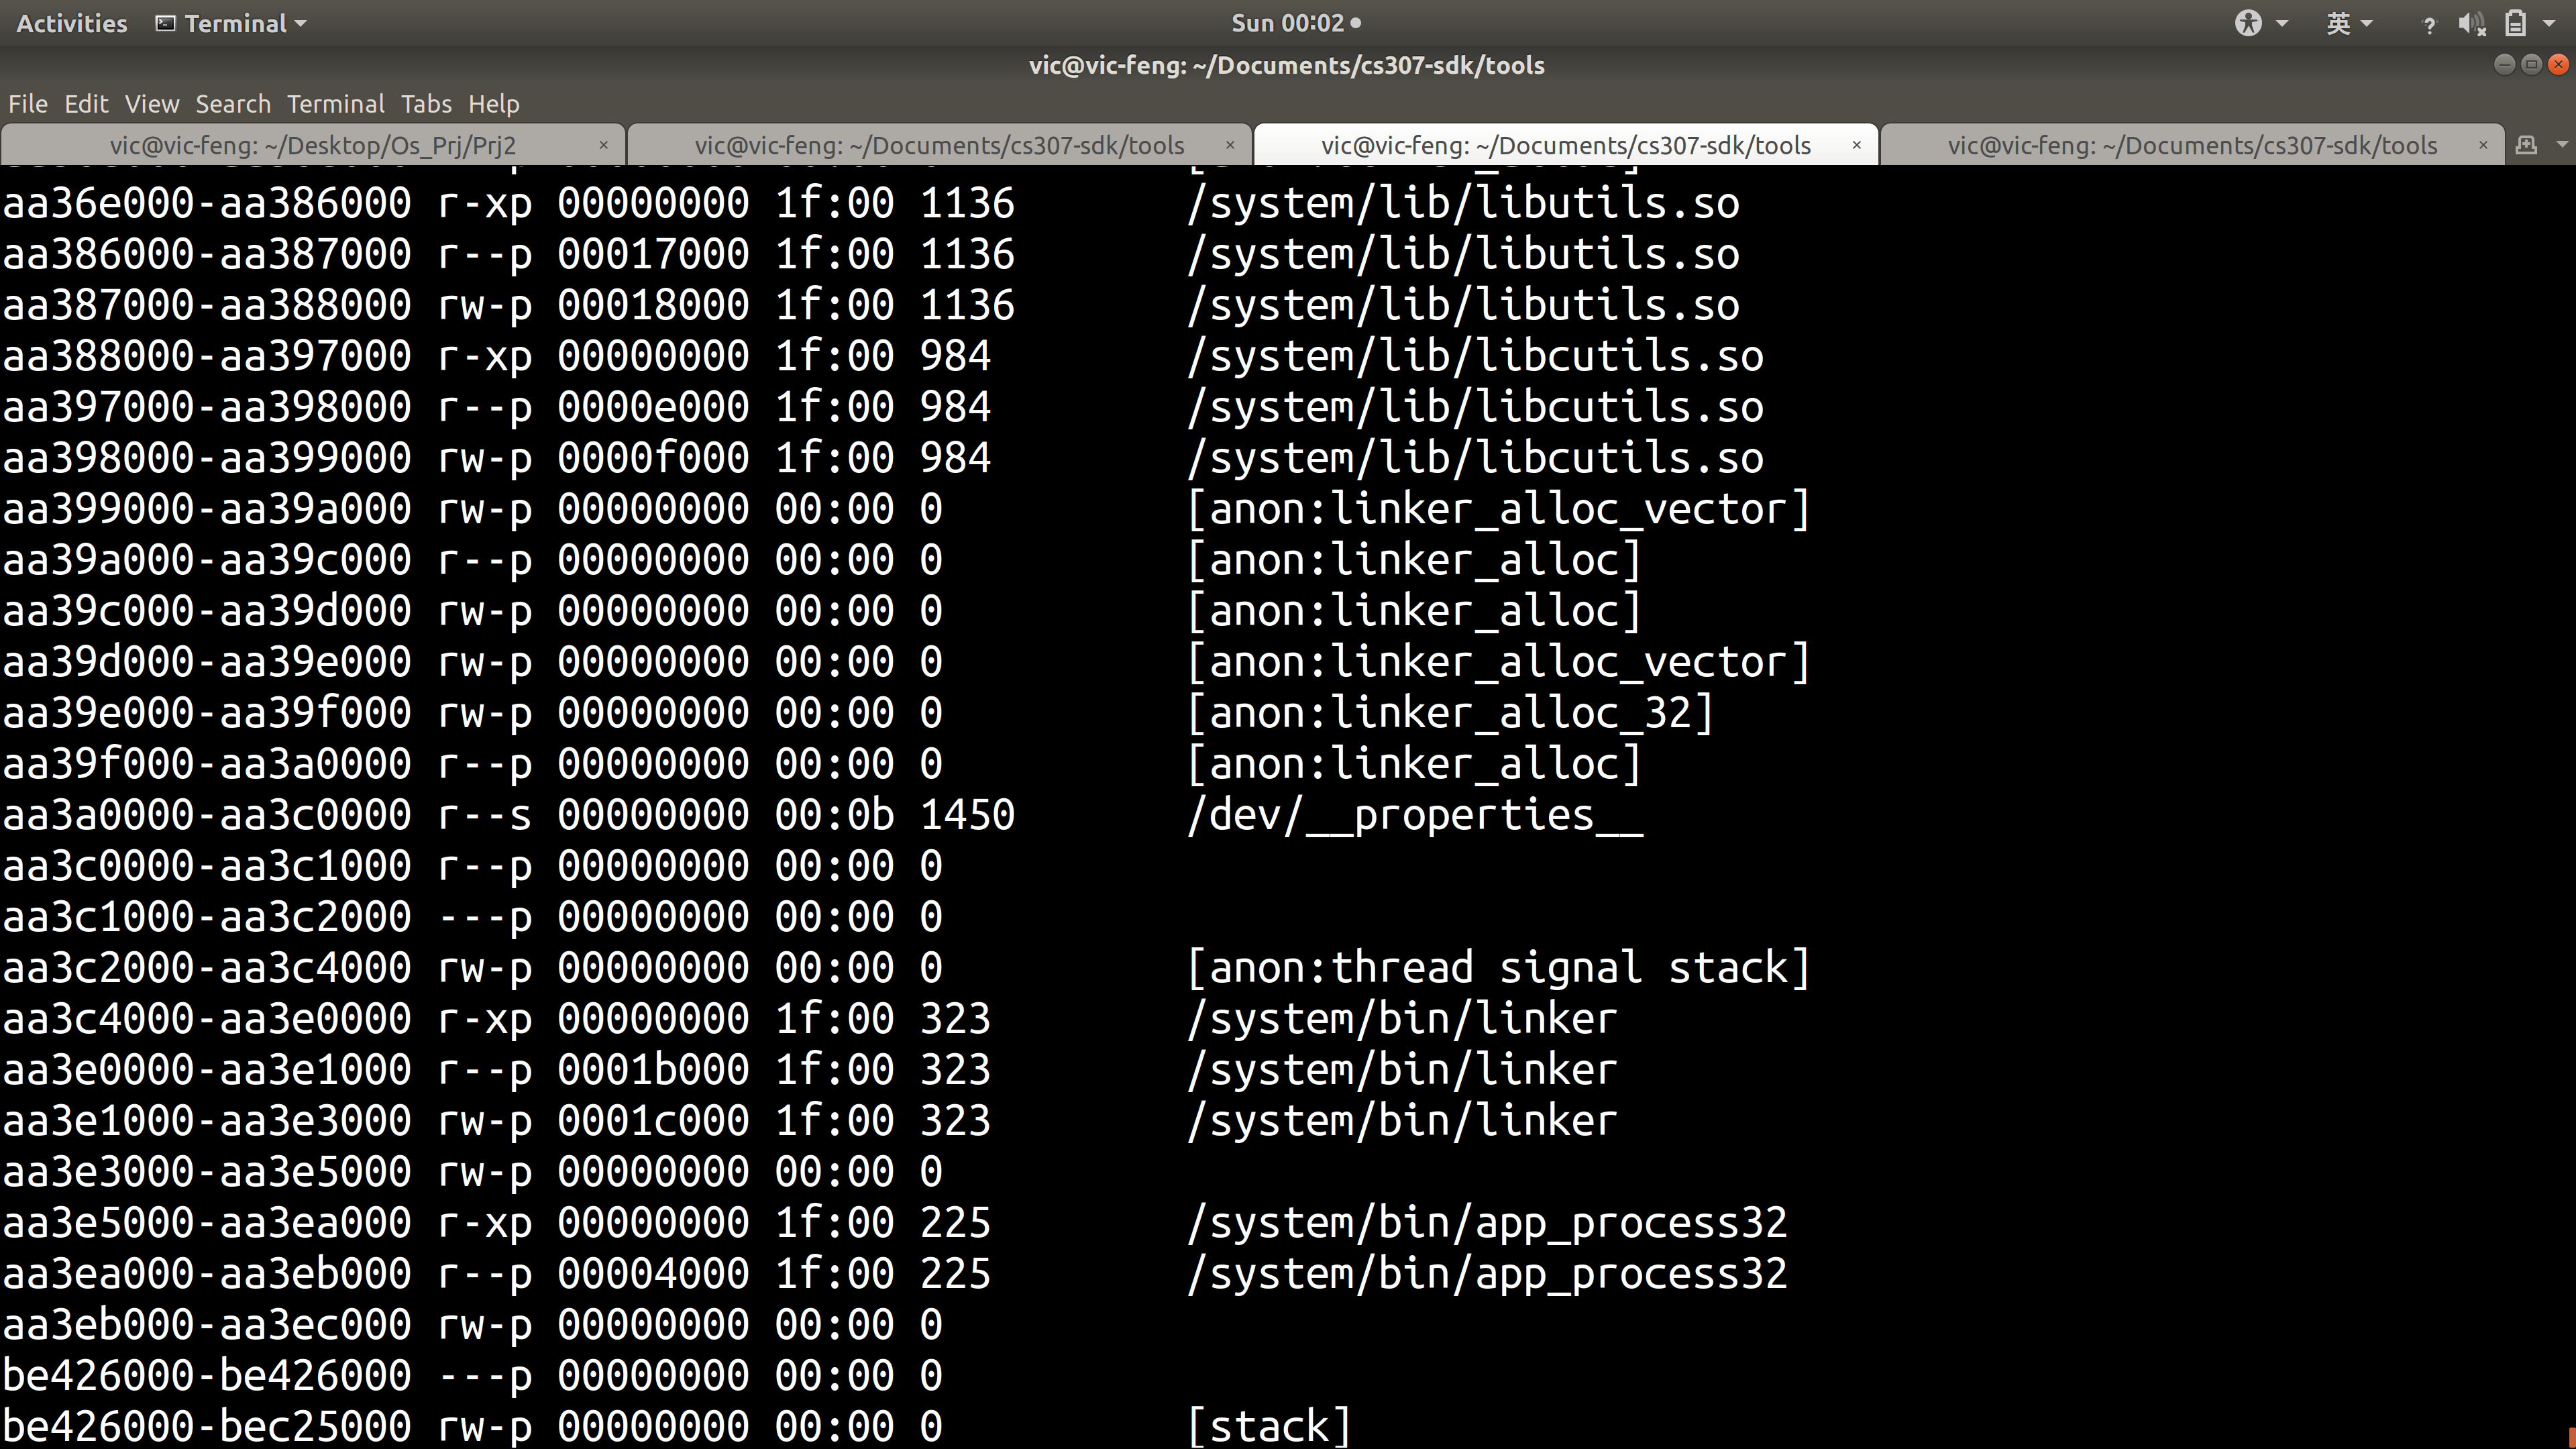 Activities Terminal Sun 00:02 英
vic@vic-feng: ~/Documents/cs307-sdk/tools
File Edit View Search Terminal Tabs Help
vic@vic-feng: ~/Desktop/Os_Prj/Prj2 × vic@vic-feng: ~/Documents/cs307-sdk/tools × vic@vic-feng: ~/Documents/cs307-sdk/tools × vic@vic-feng: ~/Documents/cs307-sdk/tools ×
aa36e000-aa386000 r-xp 00000000 1f:00 1136 /system/lib/libutils.so
aa386000-aa387000 r--p 00017000 1f:00 1136 /system/lib/libutils.so
aa387000-aa388000 rw-p 00018000 1f:00 1136 /system/lib/libutils.so
aa388000-aa397000 r-xp 00000000 1f:00 984 /system/lib/libcutils.so
aa397000-aa398000 r--p 0000e000 1f:00 984 /system/lib/libcutils.so
aa398000-aa399000 rw-p 0000f000 1f:00 984 /system/lib/libcutils.so
aa399000-aa39a000 rw-p 00000000 00:00 0 [anon:linker_alloc_vector]
aa39a000-aa39c000 r--p 00000000 00:00 0 [anon:linker_alloc]
aa39c000-aa39d000 rw-p 00000000 00:00 0 [anon:linker_alloc]
aa39d000-aa39e000 rw-p 00000000 00:00 0 [anon:linker_alloc_vector]
aa39e000-aa39f000 rw-p 00000000 00:00 0 [anon:linker_alloc_32]
aa39f000-aa3a0000 r--p 00000000 00:00 0 [anon:linker_alloc]
aa3a0000-aa3c0000 r--s 00000000 00:0b 1450 /dev/__properties__
aa3c0000-aa3c1000 r--p 00000000 00:00 0
aa3c1000-aa3c2000 ---p 00000000 00:00 0
aa3c2000-aa3c4000 rw-p 00000000 00:00 0 [anon:thread signal stack]
aa3c4000-aa3e0000 r-xp 00000000 1f:00 323 /system/bin/linker
aa3e0000-aa3e1000 r--p 0001b000 1f:00 323 /system/bin/linker
aa3e1000-aa3e3000 rw-p 0001c000 1f:00 323 /system/bin/linker
aa3e3000-aa3e5000 rw-p 00000000 00:00 0
aa3e5000-aa3ea000 r-xp 00000000 1f:00 225 /system/bin/app_process32
aa3ea000-aa3eb000 r--p 00004000 1f:00 225 /system/bin/app_process32
aa3eb000-aa3ec000 rw-p 00000000 00:00 0
be426000-be426000 ---p 00000000 00:00 0
be426000-bec25000 rw-p 00000000 00:00 0 [stack]